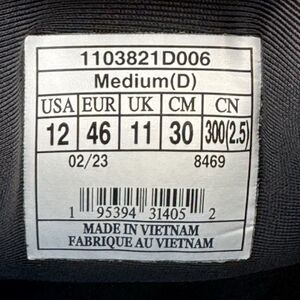 1103821D006
Medium(D)
USA EUR UK CM CN
12 46 11 30 300(2.5)
02/23 8469
1 95394 31405 2
MADE IN VIETNAM
FABRIQUE AU VIETNAM